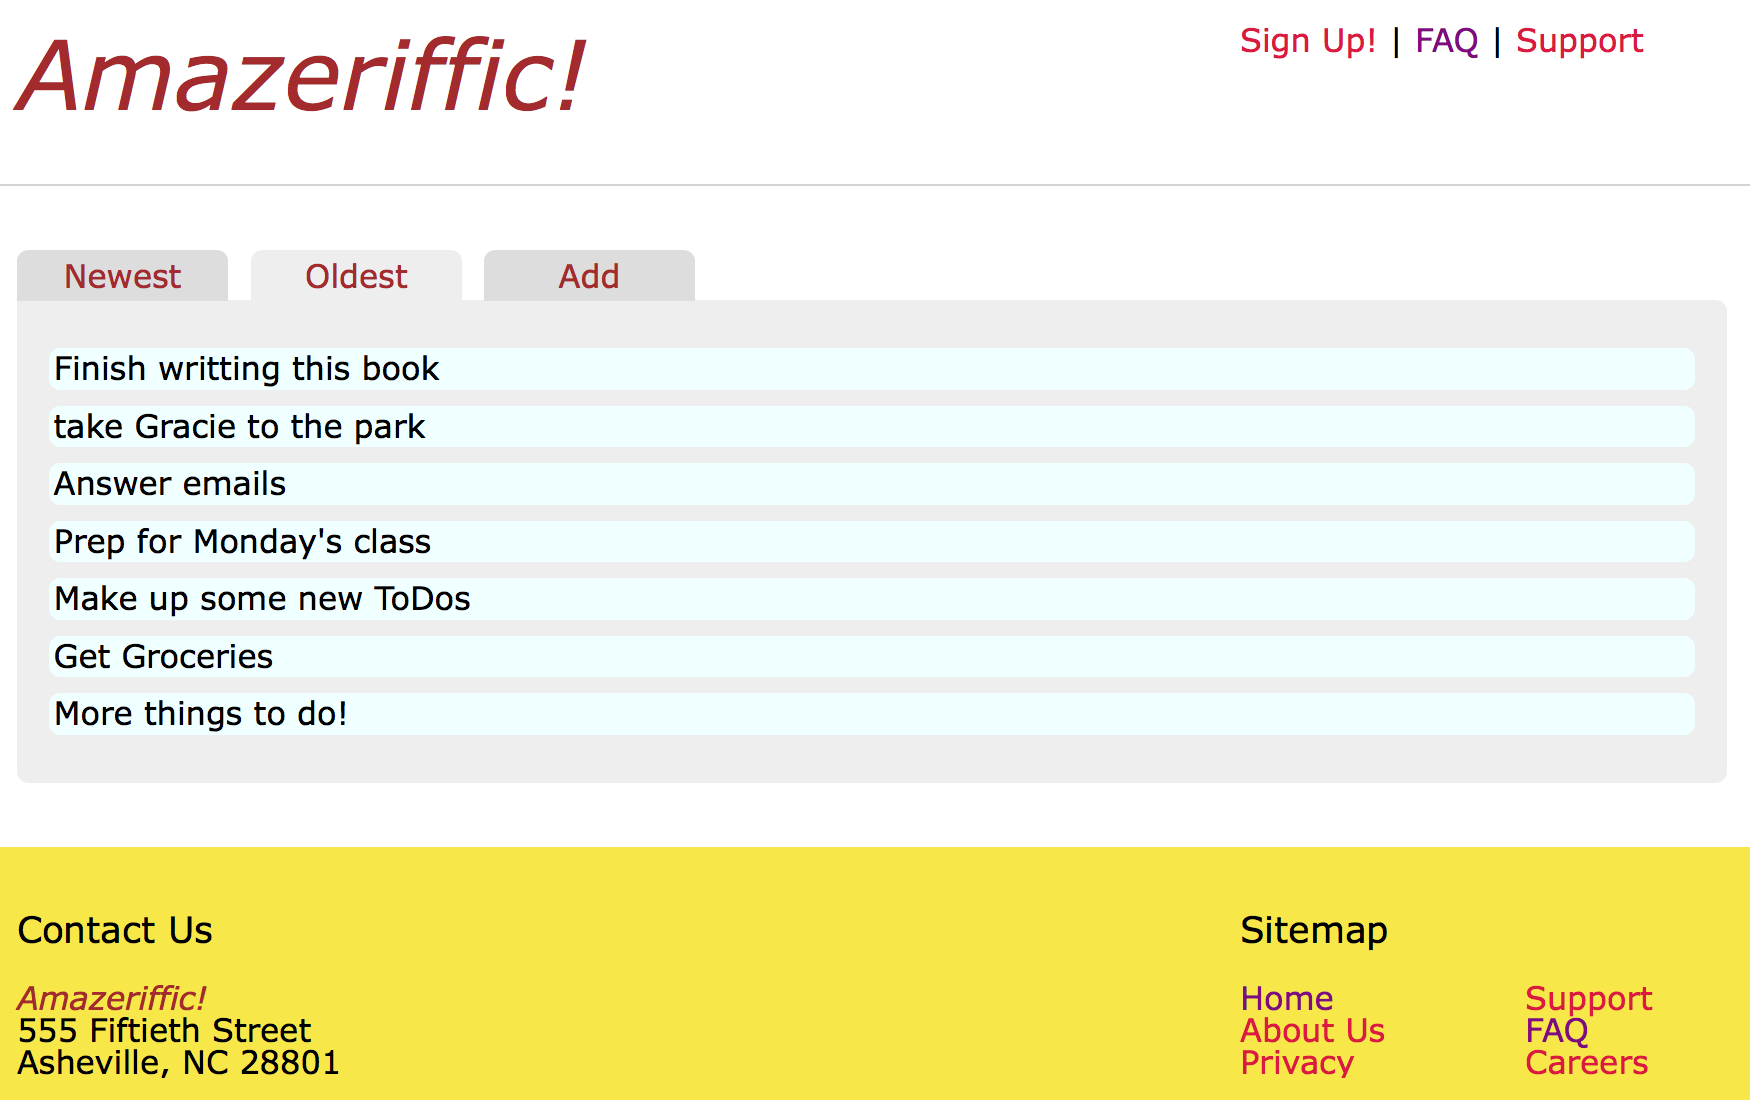 Amazeriffic!
Sign Up! | FAQ | Support
Newest
Oldest
Add
Finish writting this book
take Gracie to the park
Answer emails
Prep for Monday's class
Make up some new ToDos
Get Groceries
More things to do!
Contact Us
Amazeriffic!
555 Fiftieth Street
Asheville, NC 28801
Sitemap
Home
About Us
Privacy
Support
FAQ
Careers